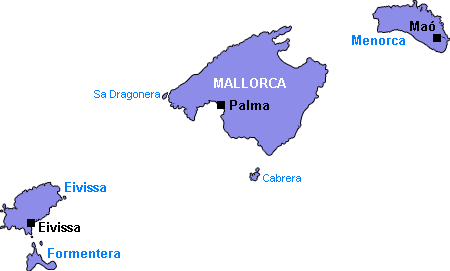 Maó
Menorca
MALLORCA
Sa Dragonera
Palma
Cabrera
Eivissa
Eivissa
Formentera